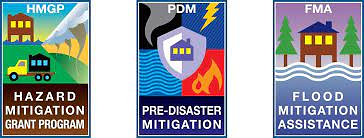 HMGP
HAZARD
MITIGATION
GRANT PROGRAM
PDM
PRE-DISASTER
MITIGATION
FMA
FLOOD
MITIGATION
ASSISTANCE